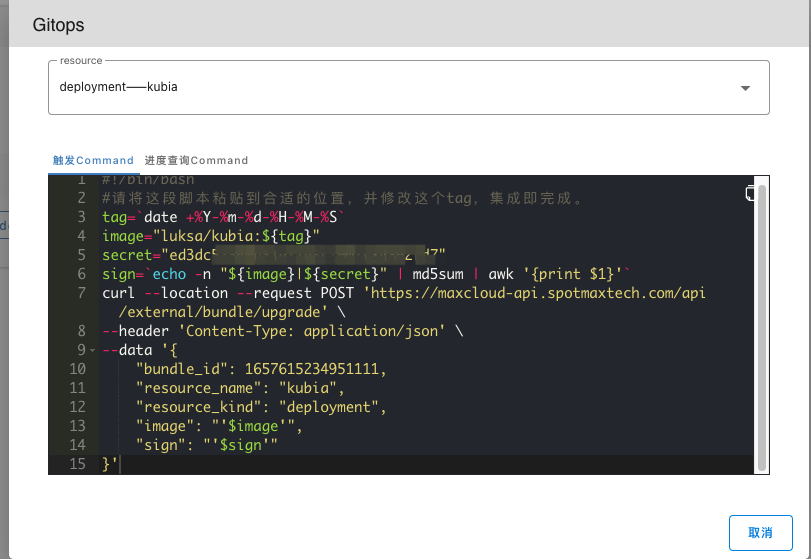 Gitops
resource
deployment——kubia
触发Command 进度查询Command
1 #!/bin/bash
2 #请将这段脚本粘贴到合适的位置，并修改这个tag，集成即完成。
3 tag=`date +%Y-%m-%d-%H-%M-%S`
4 image="luksa/kubia:${tag}"
5 secret="ed3dc d7"
6 sign=`echo -n "${image}|${secret}" | md5sum | awk '{print $1}'`
7 curl --location --request POST 'https://maxcloud-api.spotmaxtech.com/api
/external/bundle/upgrade' \
8 --header 'Content-Type: application/json' \
9 --data '{
10 "bundle_id": 1657615234951111,
11 "resource_name": "kubia",
12 "resource_kind": "deployment",
13 "image": "'$image'",
14 "sign": "'$sign'"
15 }'
取消